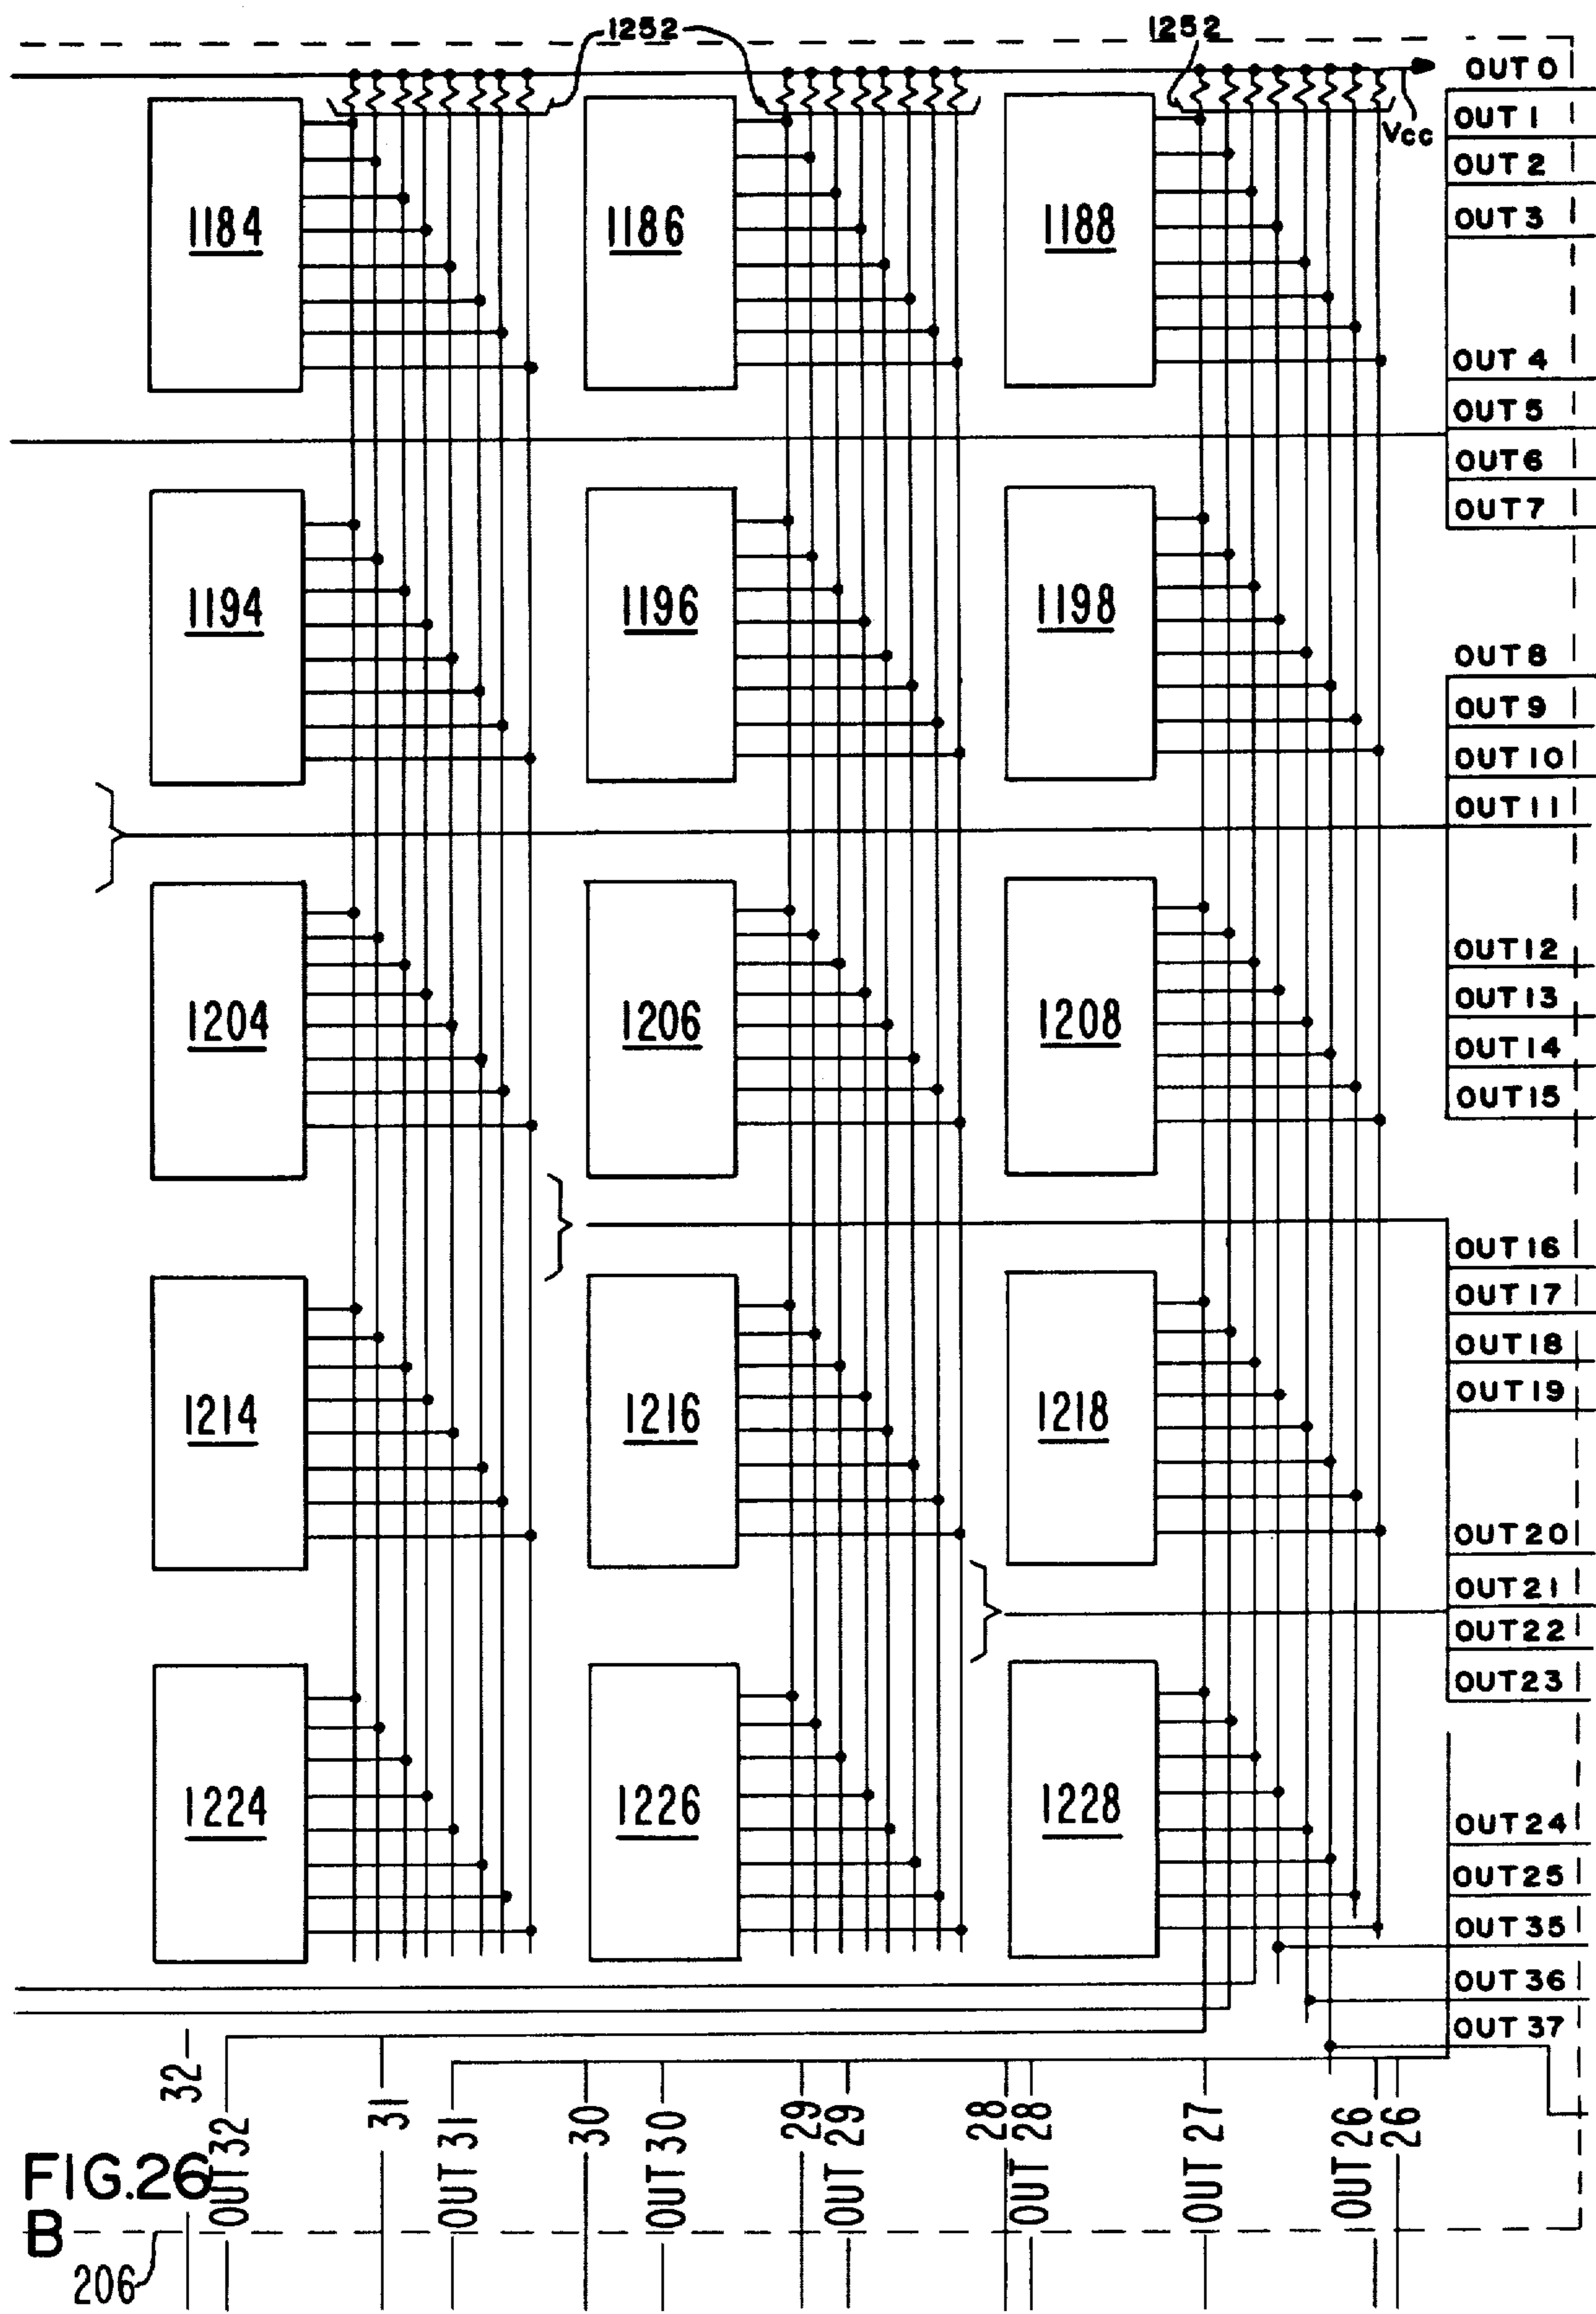 1252
1252
OUT 0
Vcc
OUT 1
OUT 2
1184
1186
1188
OUT 3
OUT 4
OUT 5
OUT 6
OUT 7
1194
1196
1198
OUT 8
OUT 9
OUT 10
OUT 11
OUT 12
1204
1206
1208
OUT 13
OUT 14
OUT 15
OUT 16
OUT 17
OUT 18
OUT 19
1214
1216
1218
OUT 20
OUT 21
OUT 22
OUT 23
1224
1226
1228
OUT 24
OUT 25
OUT 35
OUT 36
OUT 37
32
OUT 32
31
OUT 31
30
OUT 30
29
OUT 29
28
OUT 28
OUT 27
OUT 26
26
FIG.26
B
206